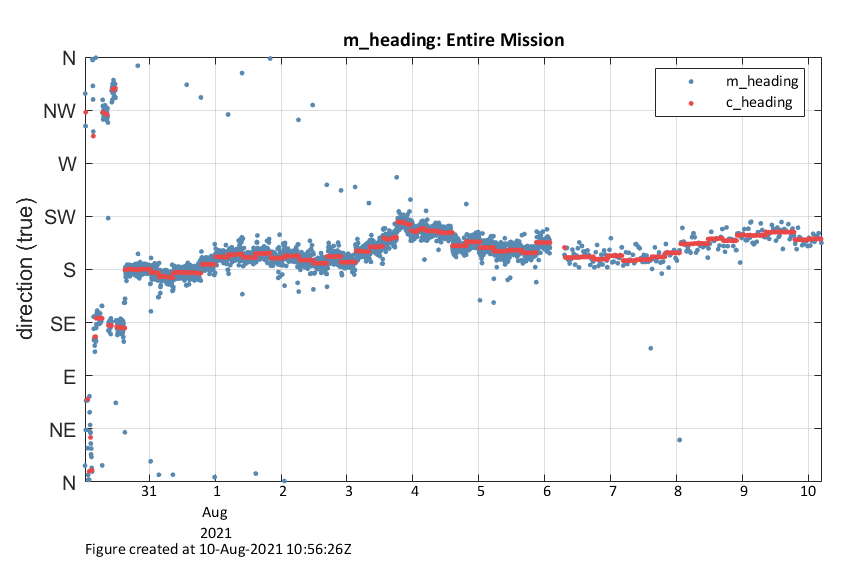 m_heading: Entire Mission
N
NW
W
SW
S
SE
E
NE
N
direction (true)
m_heading
c_heading
31 1 2 3 4 5 6 7 8 9 10
Aug
2021
Figure created at 10-Aug-2021 10:56:26Z